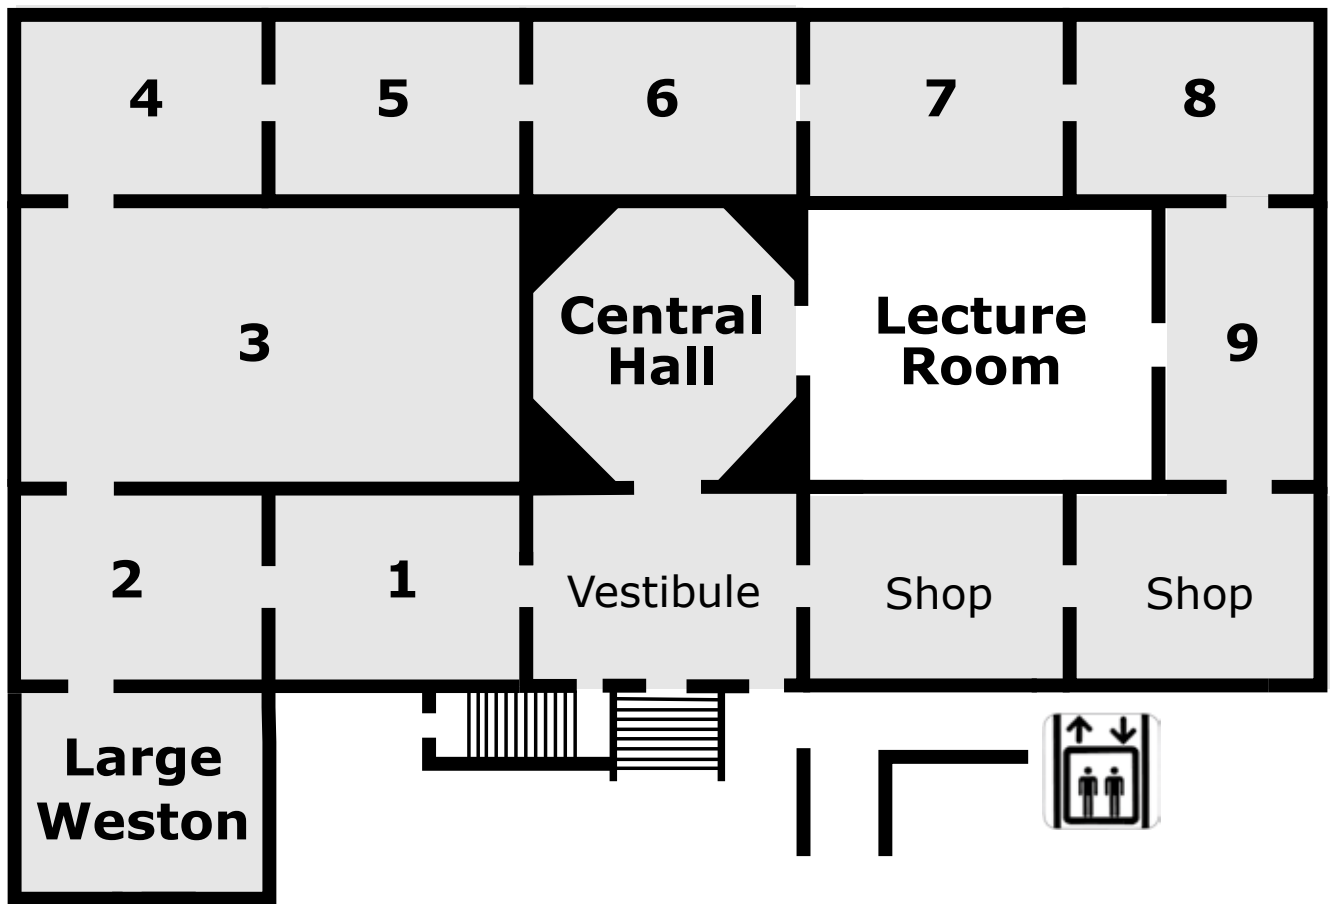 4
5
6
7
8
3
Central
Hall
Lecture
Room
9
2
1
Vestibule
Shop
Shop
Large
Weston